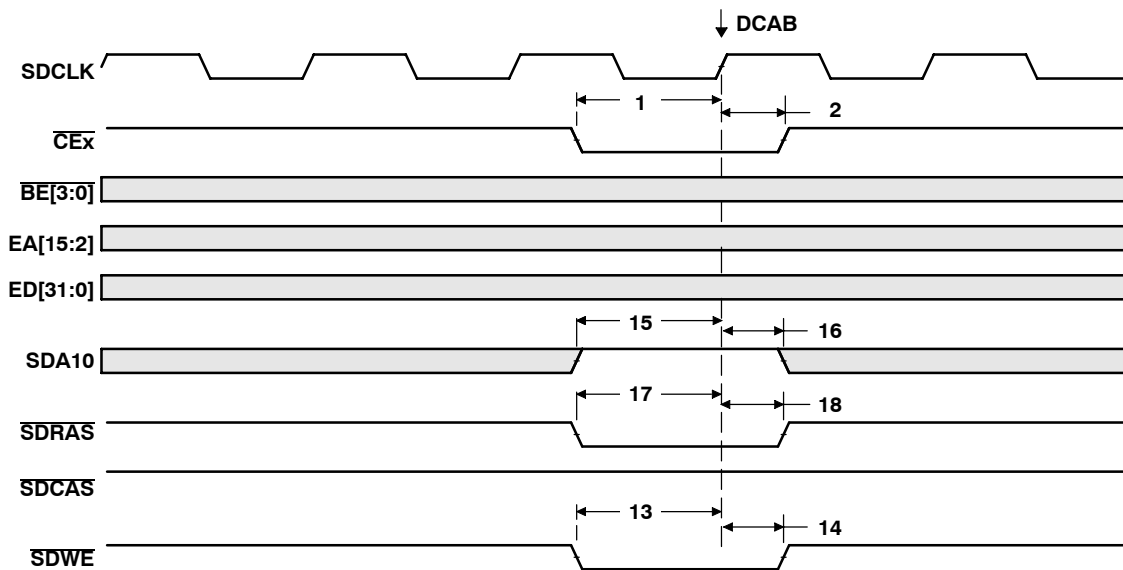 DCAB
SDCLK
1
2
CEx
BE[3:0]
EA[15:2]
ED[31:0]
15
16
SDA10
17
18
SDRAS
SDCAS
13
14
SDWE